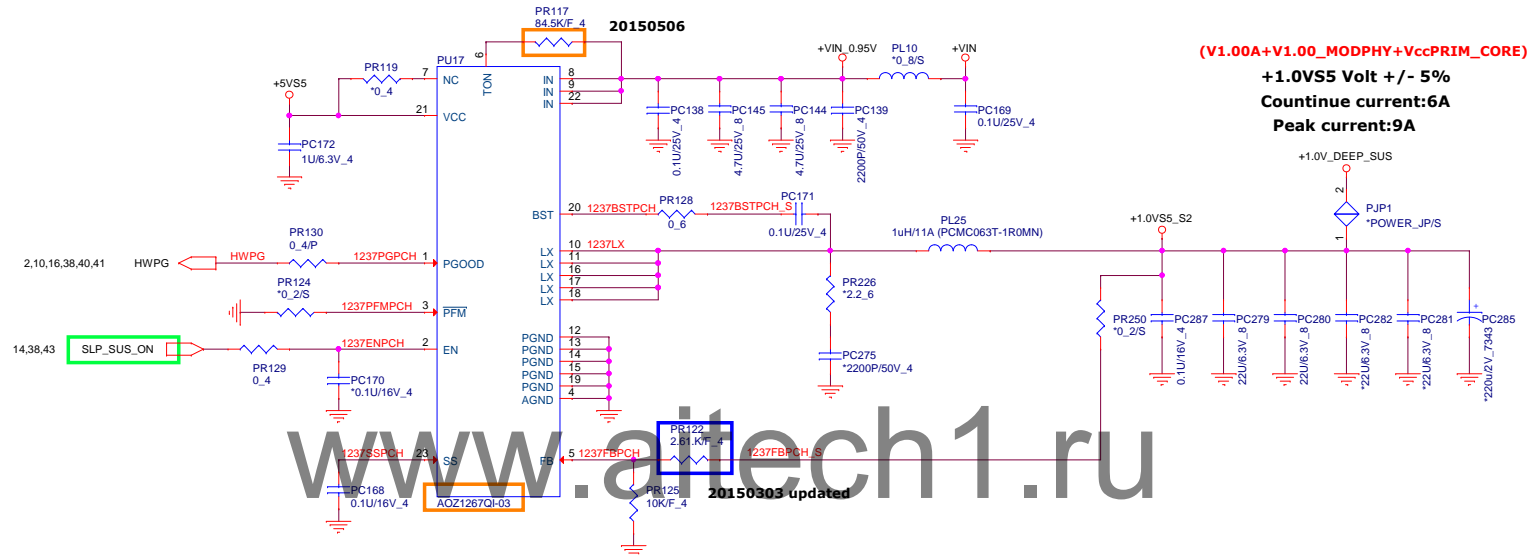 PR117
84.5K/F_4
20150506
(V1.00A+V1.00_MODPHY+VccPRIM_CORE)
+1.0VS5 Volt +/- 5%
Countinue current:6A
Peak current:9A
PU17
6
TON
+5VS5
PR119
*0_4
7
NC
21
VCC
PC172
1U/6.3V_4
IN
8
IN
9
IN
22
+VIN_0.95V
PL10
*0_8/S
+VIN
PC138
0.1U/25V_4
PC145
4.7U/25V_8
PC144
4.7U/25V_8
PC139
2200P/50V_4
PC169
0.1U/25V_4
+1.0V_DEEP_SUS
2
PJP1
*POWER_JP/S
1
BST
20
1237BSTPCH
PR128
0_6
1237BSTPCH_S
PC171
0.1U/25V_4
LX
10
1237LX
LX
11
LX
16
LX
17
LX
18
PL25
1uH/11A (PCMC063T-1R0MN)
+1.0VS5_S2
2,10,16,38,40,41
HWPG
HWPG
PR130
0_4/P
1237PGPCH
1
PGOOD
PR124
*0_2/S
1237PFMPCH
3
PFM
14,38,43
SLP_SUS_ON
PR129
0_4
1237ENPCH
2
EN
PC170
*0.1U/16V_4
PR226
*2.2_6
PC275
*2200P/50V_4
PGND
12
PGND
13
PGND
14
PGND
15
PGND
19
AGND
4
PR250
*0_2/S
PC287
0.1U/16V_4
PC279
22U/6.3V_8
PC280
22U/6.3V_8
PC282
*22U/6.3V_8
PC281
*22U/6.3V_8
+
PC285
*220u/2V_7343
1237SSPCH
23
SS
PC168
0.1U/16V_4
AOZ1267QI-03
FB
5
1237FBPCH
PR122
2.61.K/F_4
1237FBPCH_S
PR125
10K/F_4
20150303 updated
www.aitech1.ru